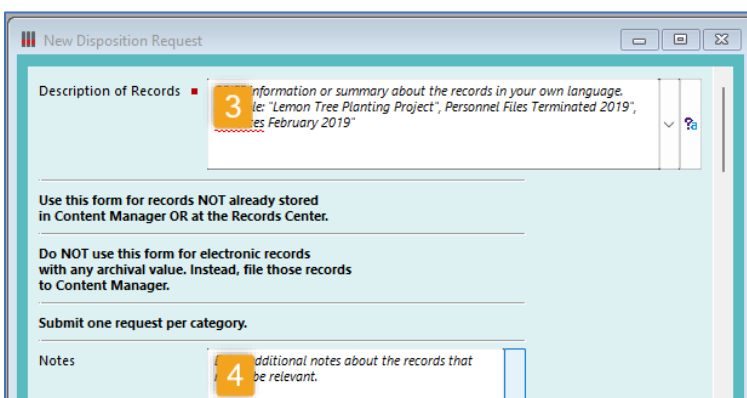 New Disposition Request
Description of Records
3
information or summary about the records in your own language.
"Lemon Tree Planting Project", Personnel Files Terminated 2019",
February 2019"
?a
Use this form for records NOT already stored
in Content Manager OR at the Records Center.
Do NOT use this form for electronic records
with any archival value. Instead, file those records
to Content Manager.
Submit one request per category.
Notes
4
additional notes about the records that
be relevant.